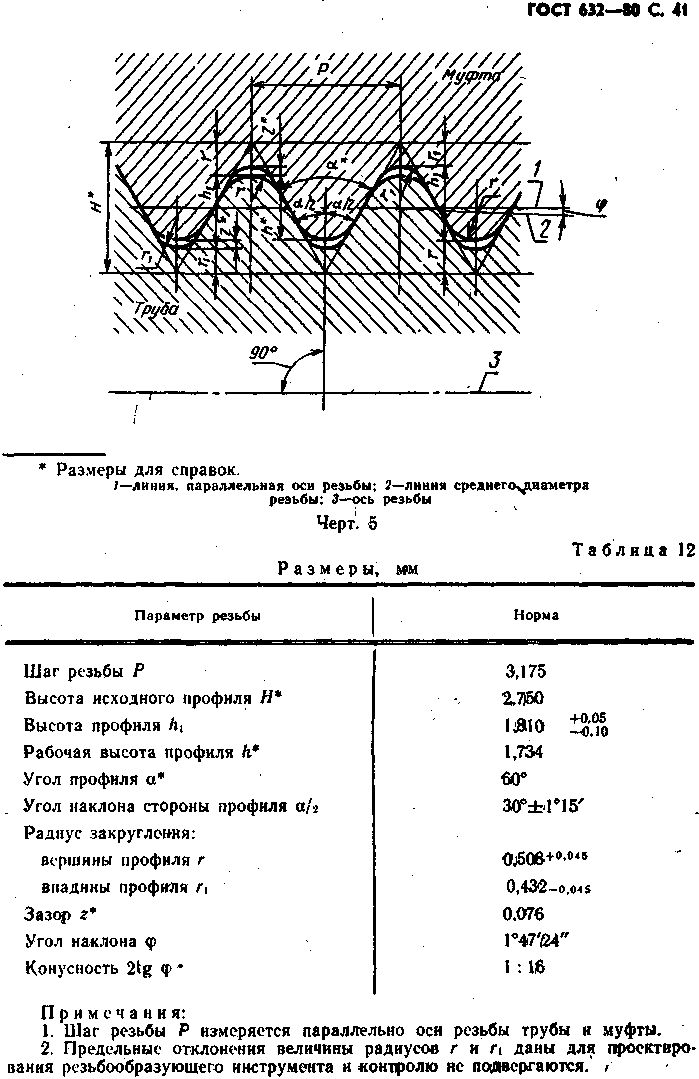 ГОСТ 632—80 С. 41
P
Муфта
z*
α*
r
r₁
h₁
H*
α/2 α/2
h*
r₁
r
1
φ
2
z*
r₁
r₁
r
Труба
90°
3
* Размеры для справок.
1—линия, параллельная оси резьбы; 2—линия среднего диаметра
резьбы; 3—ось резьбы
Черт. 5
Таблица 12
Размеры, мм
Параметр резьбы Норма
Шаг резьбы P 3,175
Высота исходного профиля H* 2,750
Высота профиля h₁ 1,810 +0,05 −0,10
Рабочая высота профиля h* 1,734
Угол профиля α* 60°
Угол наклона стороны профиля α/2 30°±1°15′
Радиус закругления:
вершины профиля r 0,508+0,045
впадины профиля r₁ 0,432−0,045
Зазор z* 0,076
Угол наклона φ 1°47′24″
Конусность 2tg φ 1 : 16
Примечания:
1. Шаг резьбы P измеряется параллельно оси резьбы трубы и муфты.
2. Предельные отклонения величины радиусов r и r₁ даны для проектиро-
вания резьбообразующего инструмента и контролю не подвергаются.